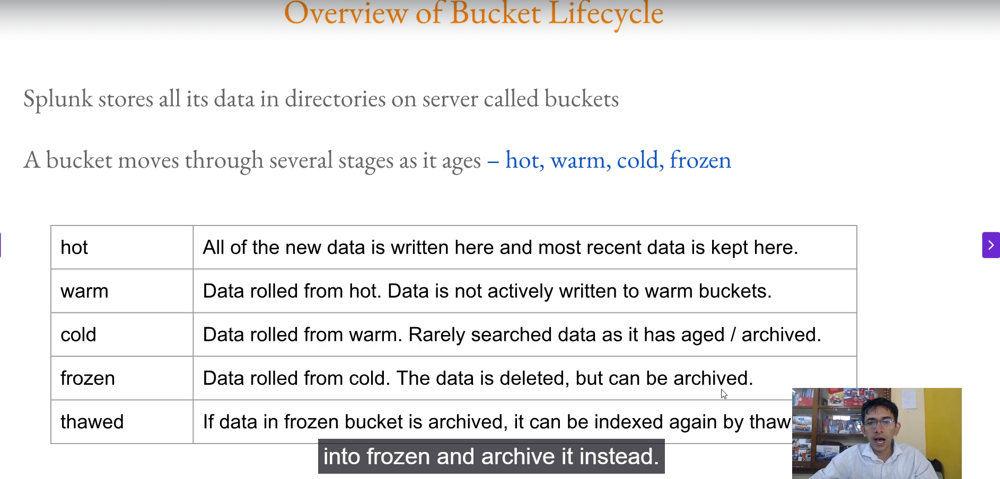 Overview of Bucket Lifecycle
Splunk stores all its data in directories on server called buckets
A bucket moves through several stages as it ages – hot, warm, cold, frozen
hot All of the new data is written here and most recent data is kept here.
warm Data rolled from hot. Data is not actively written to warm buckets.
cold Data rolled from warm. Rarely searched data as it has aged / archived.
frozen Data rolled from cold. The data is deleted, but can be archived.
thawed If data in frozen bucket is archived, it can be indexed again by thaw
into frozen and archive it instead.